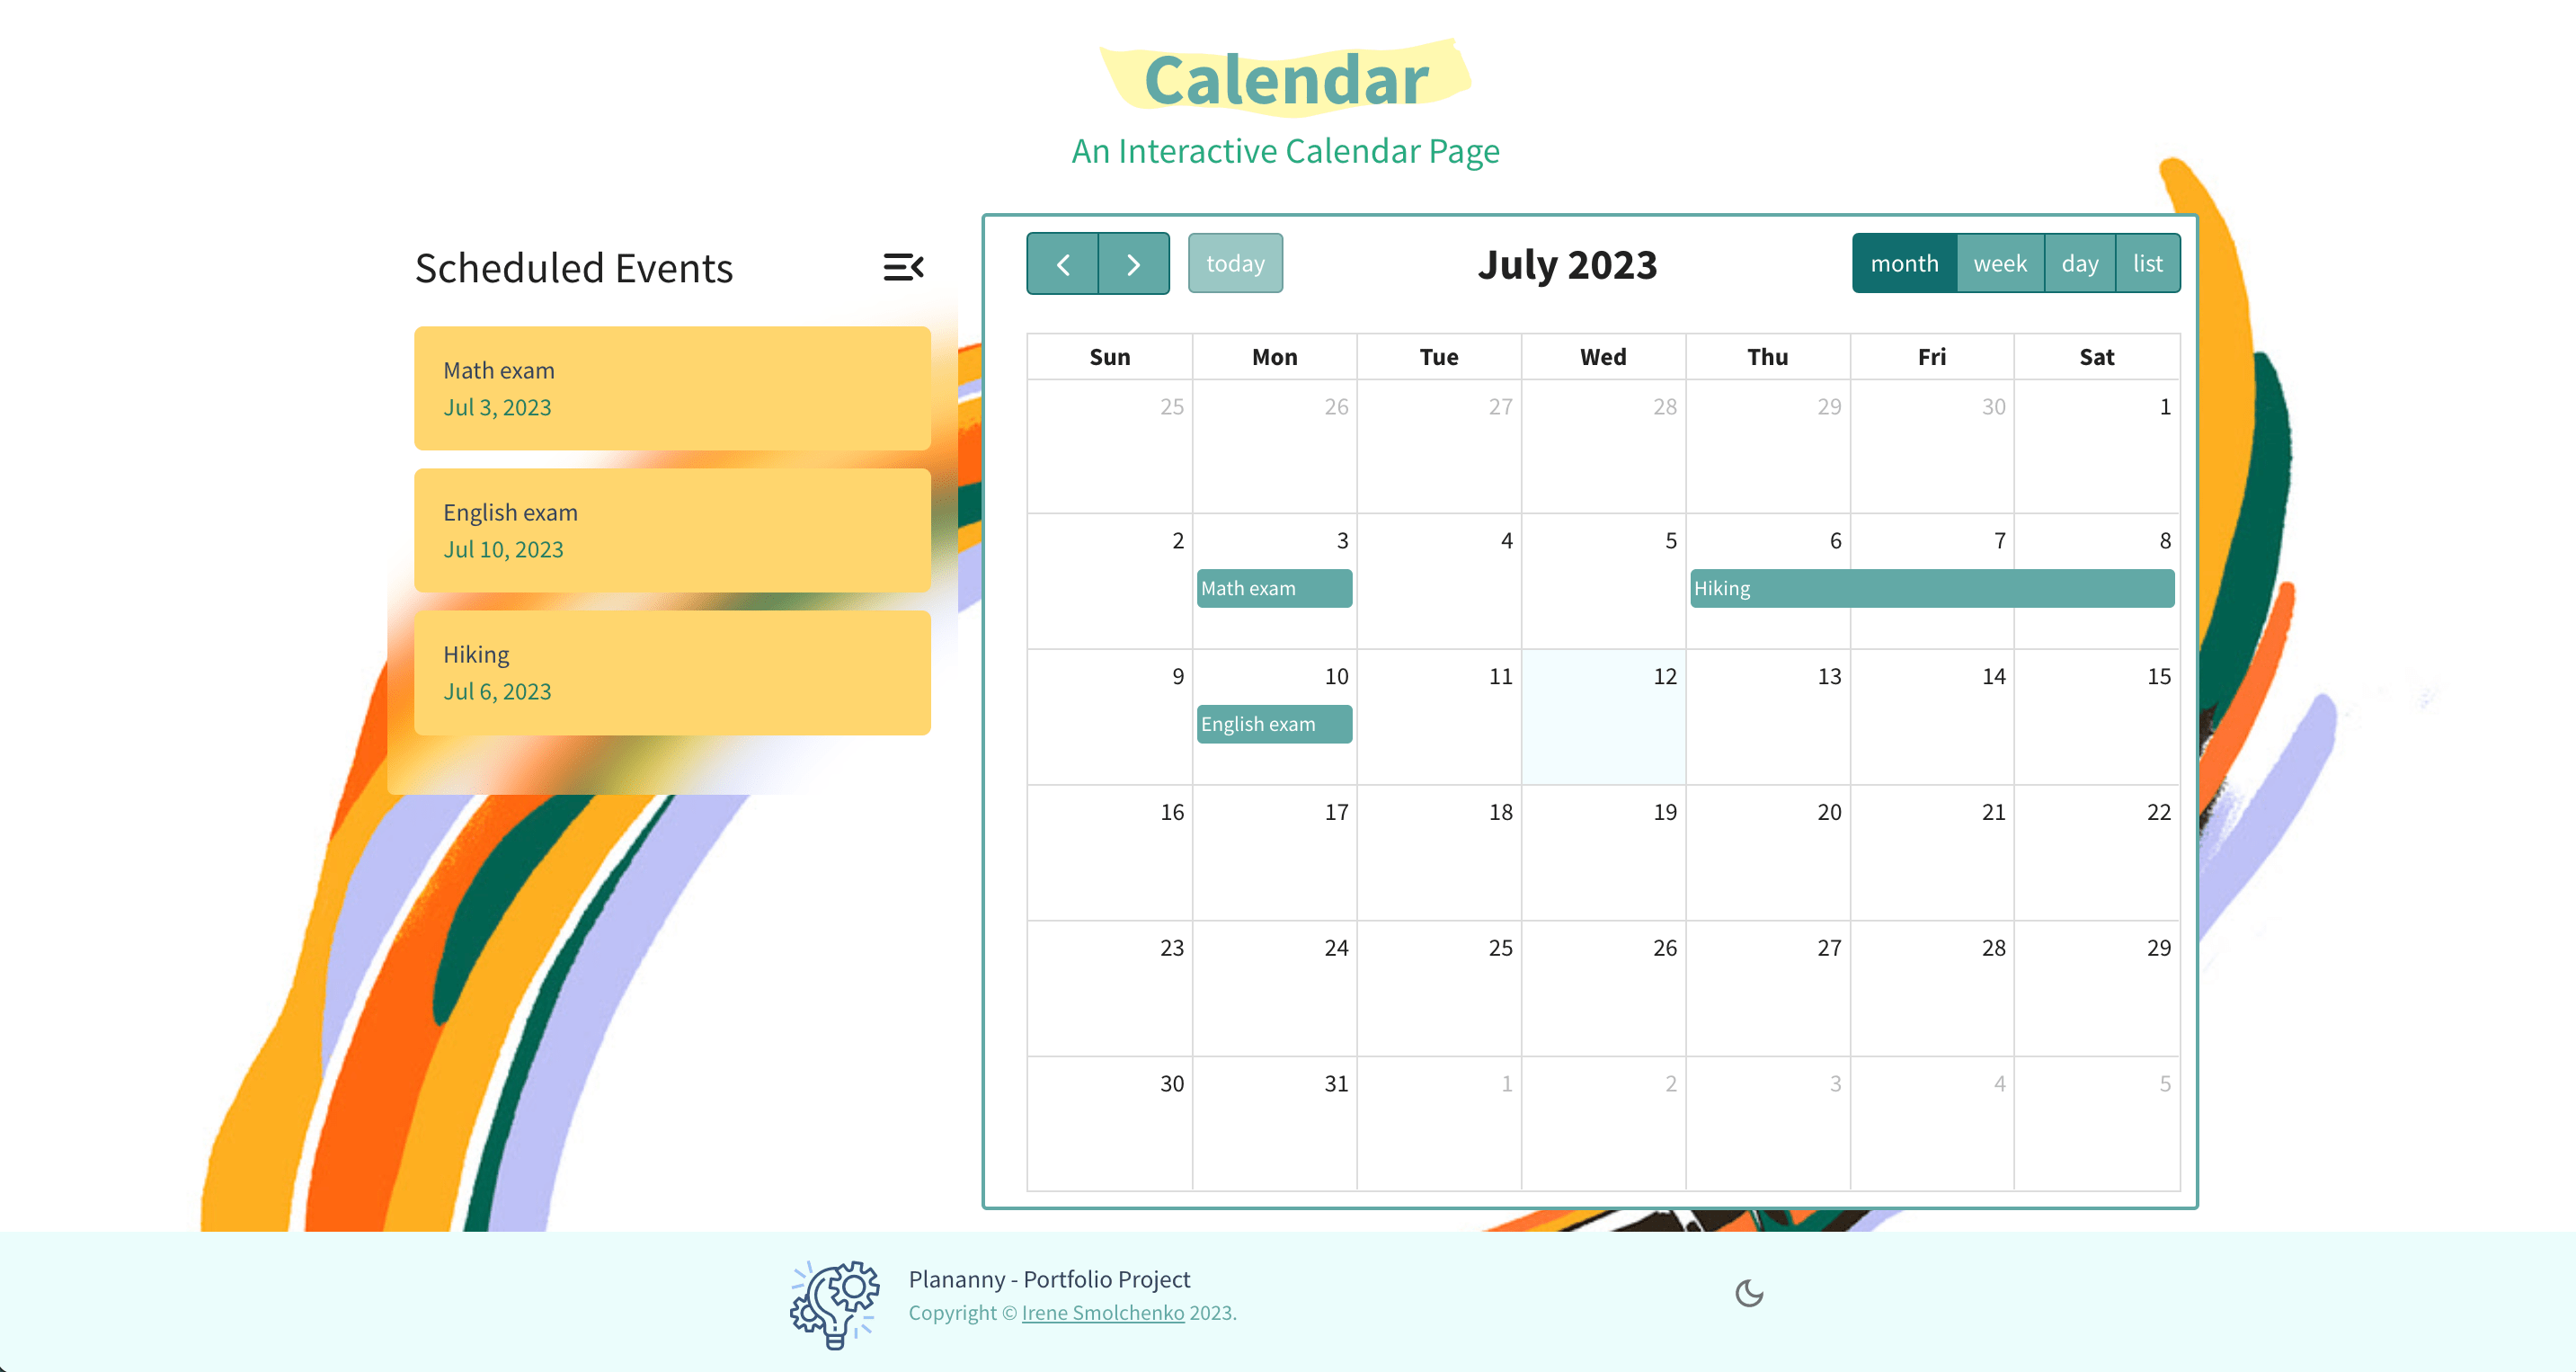 Calendar
An Interactive Calendar Page
Scheduled Events
Math exam
Jul 3, 2023
English exam
Jul 10, 2023
Hiking
Jul 6, 2023
today
July 2023
month week day list
Sun Mon Tue Wed Thu Fri Sat
25 26 27 28 29 30 1
2 3 4 5 6 7 8
Math exam Hiking
9 10 11 12 13 14 15
English exam
16 17 18 19 20 21 22
23 24 25 26 27 28 29
30 31 1 2 3 4 5
Plananny - Portfolio Project
Copyright © Irene Smolchenko 2023.